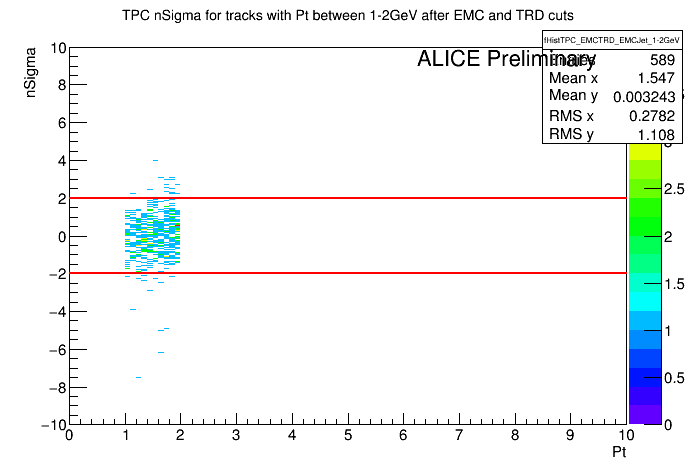 TPC nSigma for tracks with Pt between 1-2GeV after EMC and TRD cuts
fHistTPC_EMCTRD_EMCJet_1-2GeV
ALICE Preliminary
Entries 589
Mean x 1.547
Mean y 0.003243
RMS x 0.2782
RMS y 1.108
nSigma
10
8
6
4
2
0
−2
−4
−6
−8
−10
0 1 2 3 4 5 6 7 8 9 10
Pt
2.5
2
1.5
1
0.5
0